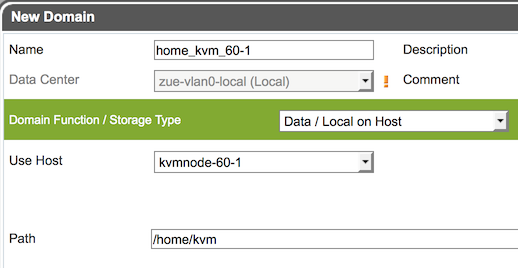 New Domain
Name home_kvm_60-1 Description
Data Center zue-vlan0-local (Local) ! Comment
Domain Function / Storage Type Data / Local on Host
Use Host kvmnode-60-1
Path /home/kvm